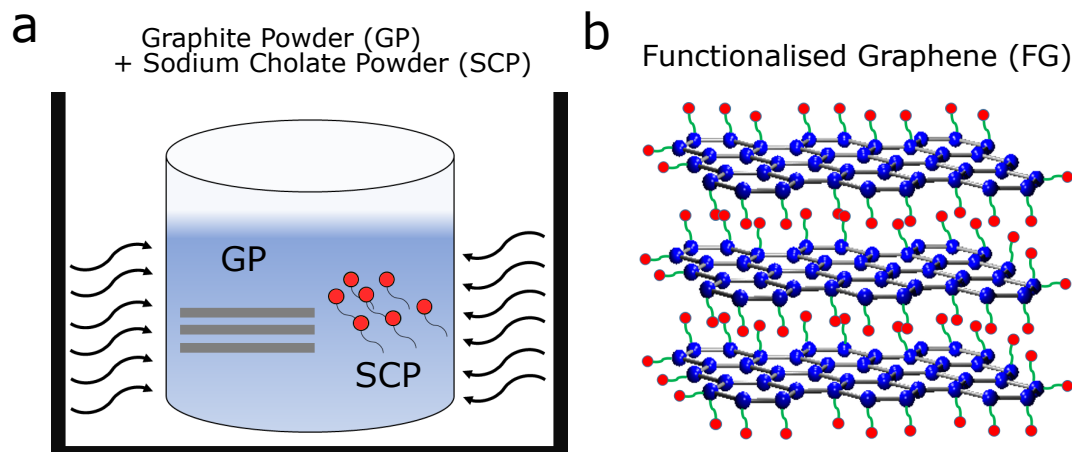 a
Graphite Powder (GP)
+ Sodium Cholate Powder (SCP)
GP
SCP
b
Functionalised Graphene (FG)